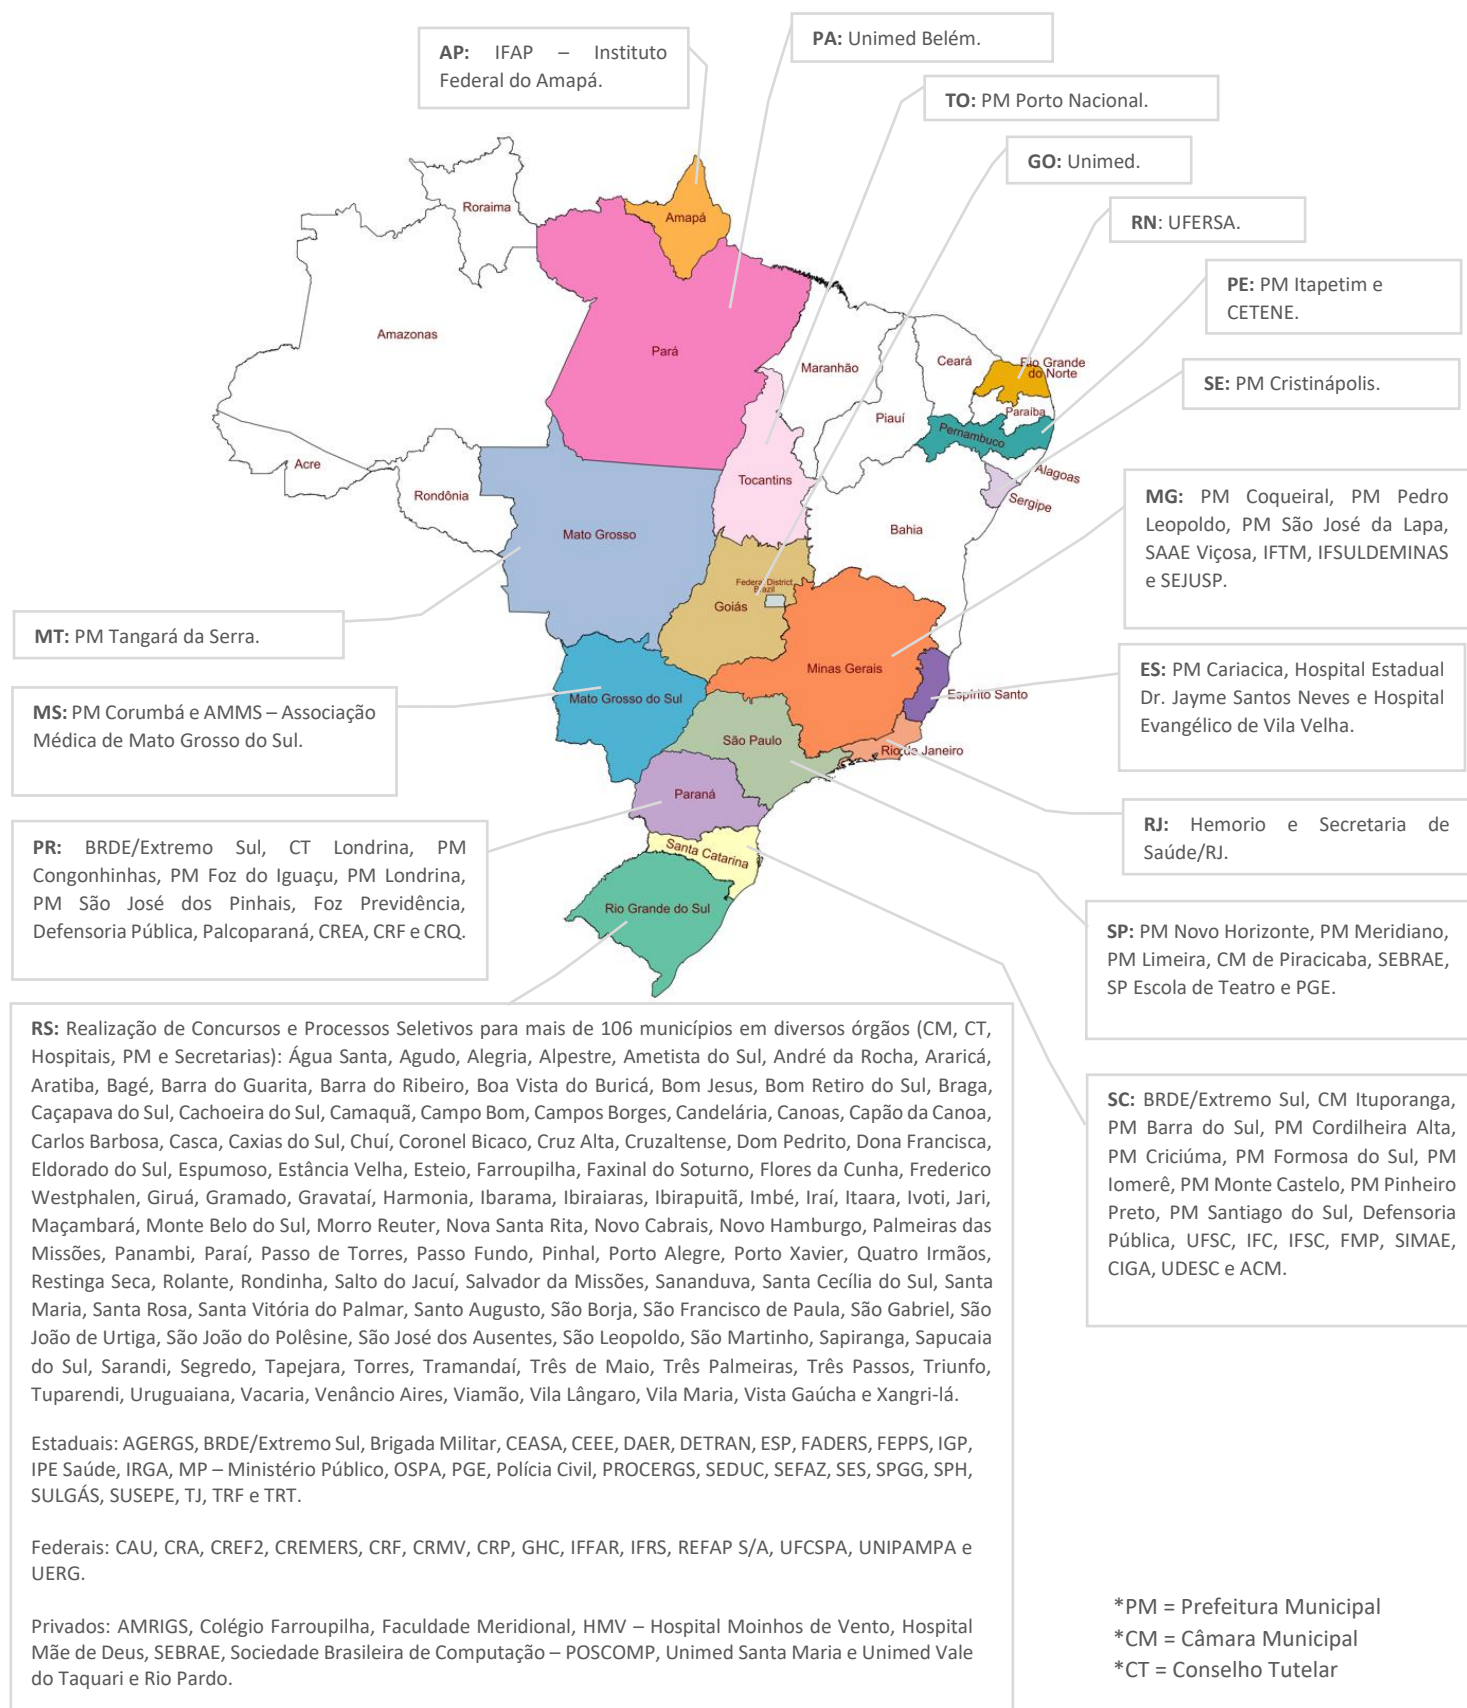 AP: IFAP – Instituto
Federal do Amapá.
PA: Unimed Belém.
TO: PM Porto Nacional.
GO: Unimed.
RN: UFERSA.
PE: PM Itapetim e
CETENE.
SE: PM Cristinápolis.
MG: PM Coqueiral, PM Pedro
Leopoldo, PM São José da Lapa,
SAAE Viçosa, IFTM, IFSULDEMINAS
e SEJUSP.
ES: PM Cariacica, Hospital Estadual
Dr. Jayme Santos Neves e Hospital
Evangélico de Vila Velha.
RJ: Hemorio e Secretaria de
Saúde/RJ.
SP: PM Novo Horizonte, PM Meridiano,
PM Limeira, CM de Piracicaba, SEBRAE,
SP Escola de Teatro e PGE.
SC: BRDE/Extremo Sul, CM Ituporanga,
PM Barra do Sul, PM Cordilheira Alta,
PM Criciúma, PM Formosa do Sul, PM
Iomerê, PM Monte Castelo, PM Pinheiro
Preto, PM Santiago do Sul, Defensoria
Pública, UFSC, IFC, IFSC, FMP, SIMAE,
CIGA, UDESC e ACM.
MT: PM Tangará da Serra.
MS: PM Corumbá e AMMS – Associação
Médica de Mato Grosso do Sul.
PR: BRDE/Extremo Sul, CT Londrina, PM
Congonhinhas, PM Foz do Iguaçu, PM Londrina,
PM São José dos Pinhais, Foz Previdência,
Defensoria Pública, Palcoparaná, CREA, CRF e CRQ.
Roraima
Amapá
Amazonas
Pará
Maranhão
Ceará
Rio Grande
do Norte
Paraíba
Piauí
Pernambuco
Alagoas
Sergipe
Acre
Rondônia
Tocantins
Bahia
Mato Grosso
Federal District
Brazil
Goiás
Minas Gerais
Espírito Santo
Mato Grosso do Sul
São Paulo
Rio de Janeiro
Paraná
Santa Catarina
Rio Grande do Sul
RS: Realização de Concursos e Processos Seletivos para mais de 106 municípios em diversos órgãos (CM, CT,
Hospitais, PM e Secretarias): Água Santa, Agudo, Alegria, Alpestre, Ametista do Sul, André da Rocha, Araricá,
Aratiba, Bagé, Barra do Guarita, Barra do Ribeiro, Boa Vista do Buricá, Bom Jesus, Bom Retiro do Sul, Braga,
Caçapava do Sul, Cachoeira do Sul, Camaquã, Campo Bom, Campos Borges, Candelária, Canoas, Capão da Canoa,
Carlos Barbosa, Casca, Caxias do Sul, Chuí, Coronel Bicaco, Cruz Alta, Cruzaltense, Dom Pedrito, Dona Francisca,
Eldorado do Sul, Espumoso, Estância Velha, Esteio, Farroupilha, Faxinal do Soturno, Flores da Cunha, Frederico
Westphalen, Giruá, Gramado, Gravataí, Harmonia, Ibarama, Ibiraiaras, Ibirapuitã, Imbé, Iraí, Itaara, Ivoti, Jari,
Maçambará, Monte Belo do Sul, Morro Reuter, Nova Santa Rita, Novo Cabrais, Novo Hamburgo, Palmeiras das
Missões, Panambi, Paraí, Passo de Torres, Passo Fundo, Pinhal, Porto Alegre, Porto Xavier, Quatro Irmãos,
Restinga Seca, Rolante, Rondinha, Salto do Jacuí, Salvador da Missões, Sananduva, Santa Cecília do Sul, Santa
Maria, Santa Rosa, Santa Vitória do Palmar, Santo Augusto, São Borja, São Francisco de Paula, São Gabriel, São
João de Urtiga, São João do Polêsine, São José dos Ausentes, São Leopoldo, São Martinho, Sapiranga, Sapucaia
do Sul, Sarandi, Segredo, Tapejara, Torres, Tramandaí, Três de Maio, Três Palmeiras, Três Passos, Triunfo,
Tuparendi, Uruguaiana, Vacaria, Venâncio Aires, Viamão, Vila Lângaro, Vila Maria, Vista Gaúcha e Xangri-lá.
Estaduais: AGERGS, BRDE/Extremo Sul, Brigada Militar, CEASA, CEEE, DAER, DETRAN, ESP, FADERS, FEPPS, IGP,
IPE Saúde, IRGA, MP – Ministério Público, OSPA, PGE, Polícia Civil, PROCERGS, SEDUC, SEFAZ, SES, SPGG, SPH,
SULGÁS, SUSEPE, TJ, TRF e TRT.
Federais: CAU, CRA, CREF2, CREMERS, CRF, CRMV, CRP, GHC, IFFAR, IFRS, REFAP S/A, UFCSPA, UNIPAMPA e
UERG.
Privados: AMRIGS, Colégio Farroupilha, Faculdade Meridional, HMV – Hospital Moinhos de Vento, Hospital
Mãe de Deus, SEBRAE, Sociedade Brasileira de Computação – POSCOMP, Unimed Santa Maria e Unimed Vale
do Taquari e Rio Pardo.
*PM = Prefeitura Municipal
*CM = Câmara Municipal
*CT = Conselho Tutelar